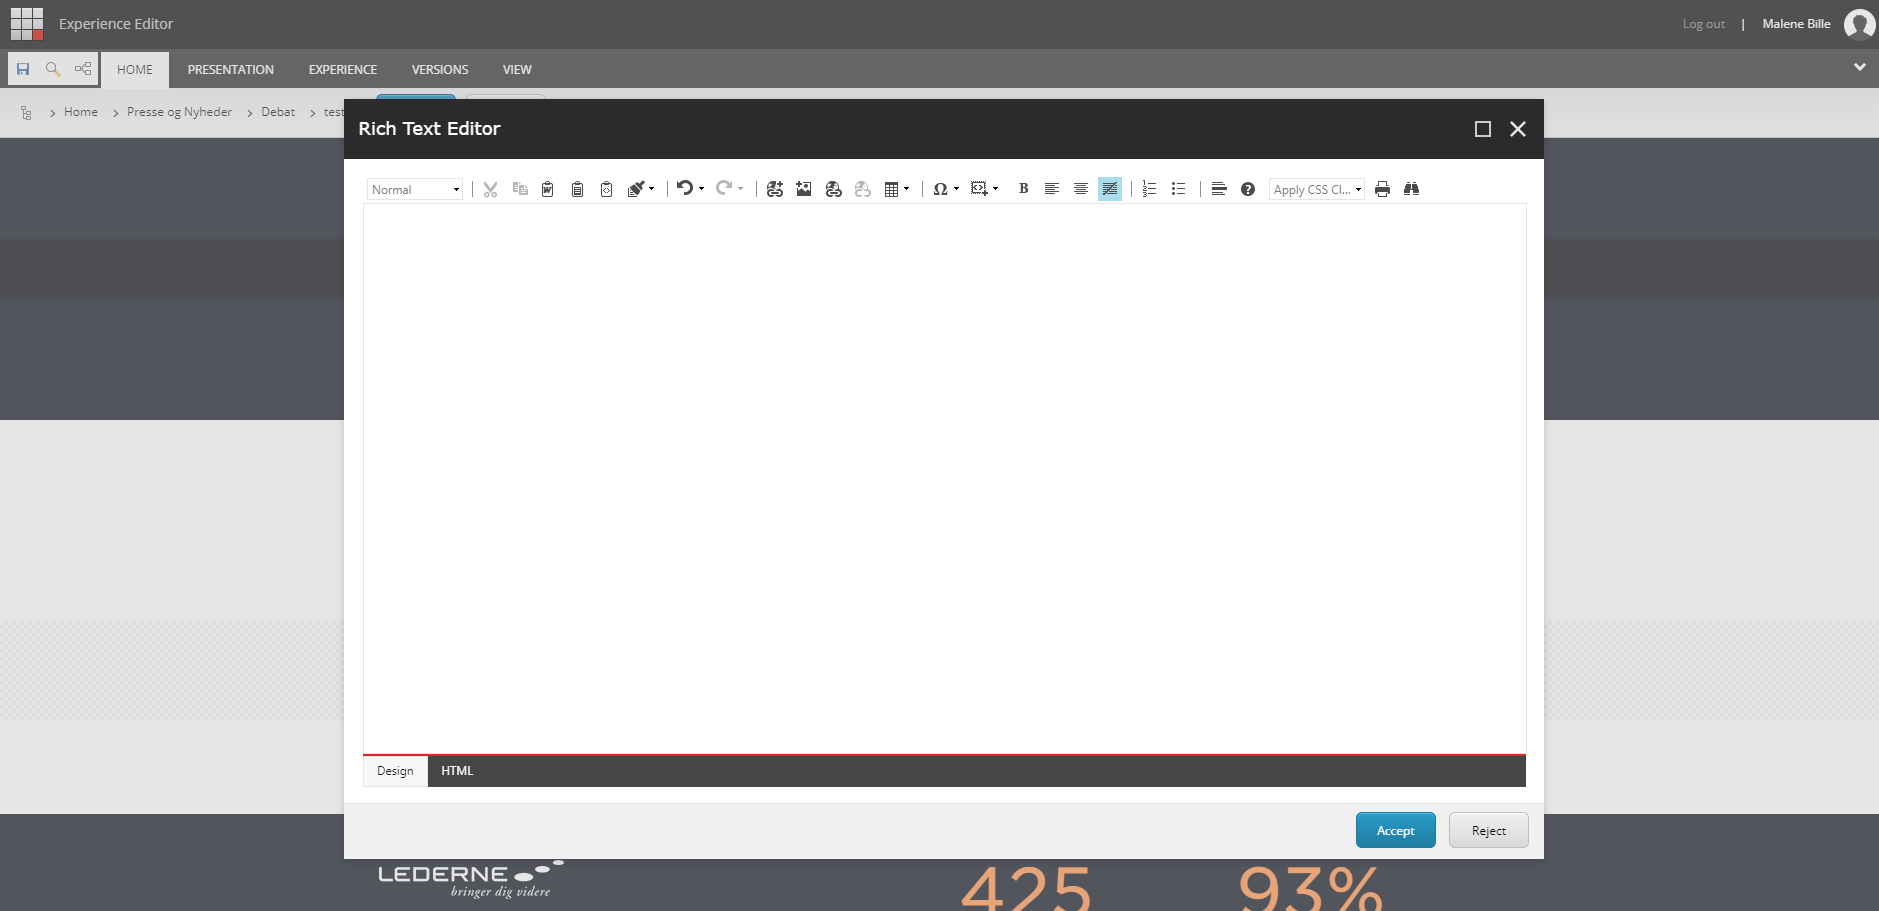 Experience Editor
Log out | Malene Bille
HOME PRESENTATION EXPERIENCE VERSIONS VIEW
Home > Presse og Nyheder > Debat > test
Rich Text Editor
Normal
B
Apply CSS Cl...
Design HTML
Accept Reject
LEDERNE
bringer dig videre
425 93%